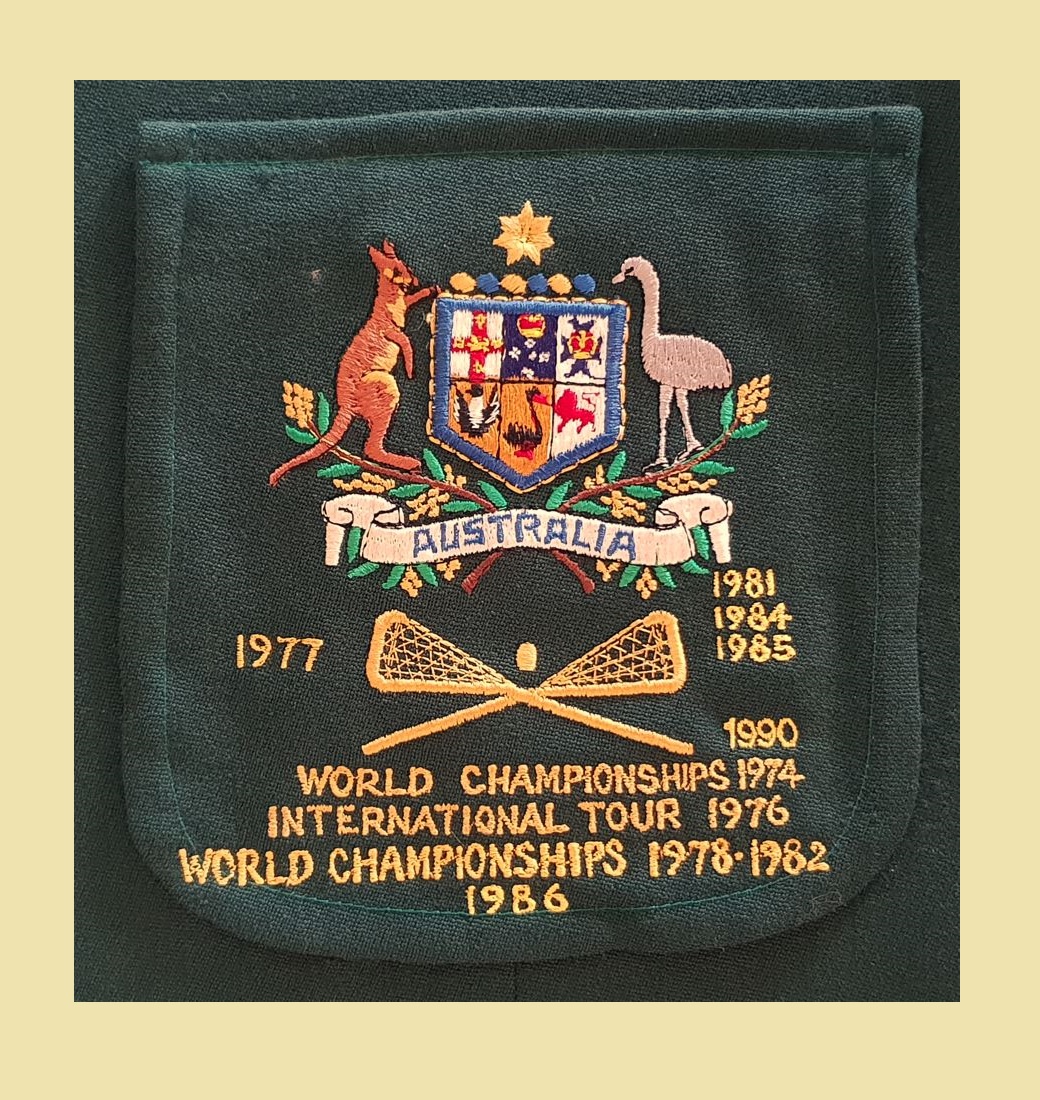 AUSTRALIA
1981
1984
1985
1977
1990
WORLD CHAMPIONSHIPS 1974
INTERNATIONAL TOUR 1976
WORLD CHAMPIONSHIPS 1978·1982
1986